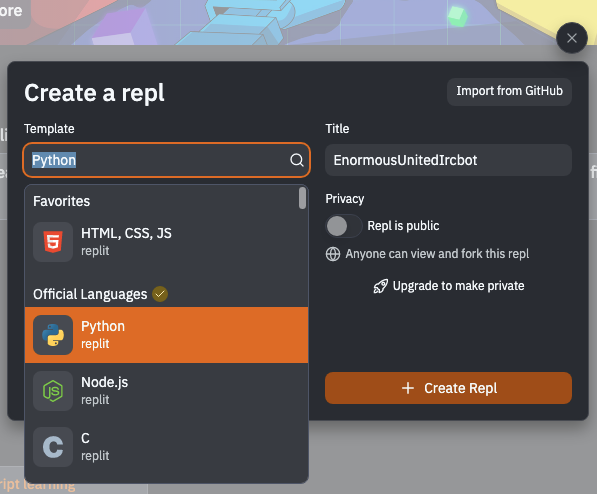 ore
Create a repl
Import from GitHub
Template
Title
Python
EnormousUnitedIrcbot
Favorites
Privacy
HTML, CSS, JS
replit
Repl is public
Anyone can view and fork this repl
Upgrade to make private
Official Languages
Python
replit
Node.js
replit
+ Create Repl
C
replit
ript learning